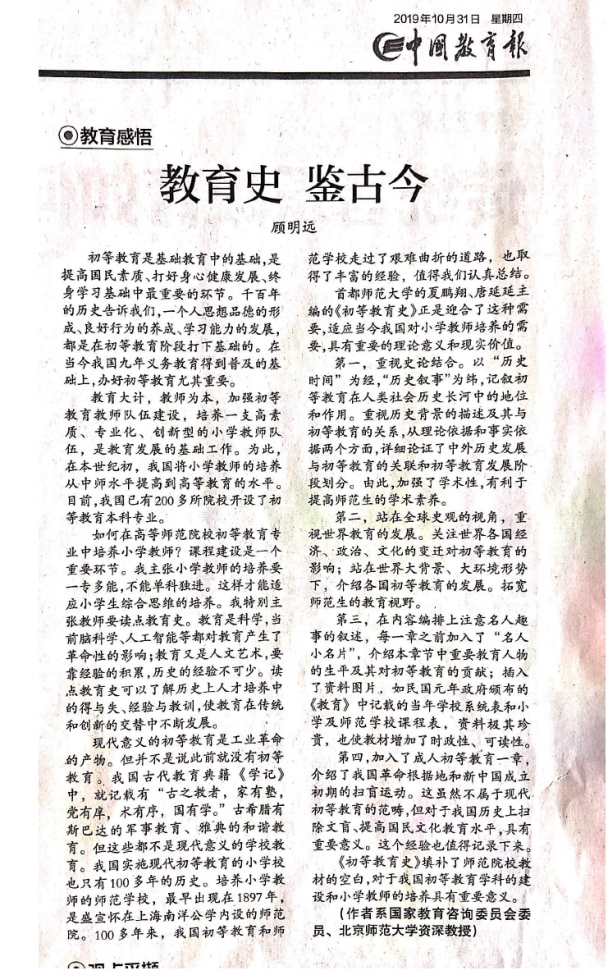 2019年10月31日 星期四
中国教育報
教育感悟
教育史 鉴古今
顾明远
初等教育是基础教育中的基础,是
提高国民素质、打好身心健康发展、终
身学习基础中最重要的环节。千百年
的历史告诉我们,一个人思想品德的形
成、良好行为的养成、学习能力的发展,
都是在初等教育阶段打下基础的。在
当今我国九年义务教育得到普及的基
础上,办好初等教育尤其重要。
教育大计,教师为本,加强初等
教育教师队伍建设,培养一支高素
质、专业化、创新型的小学教师队
伍,是教育发展的基础工作。为此,
在本世纪初,我国将小学教师的培养
从中师水平提高到高等教育的水平。
目前,我国已有200多所院校开设了初
等教育本科专业。
如何在高等师范院校初等教育专
业中培养小学教师?课程建设是一个
重要环节。我主张小学教师的培养要
一专多能,不能单科独进。这样才能适
应小学生综合思维的培养。我特别主
张教师要读点教育史。教育是科学,当
前脑科学、人工智能等都对教育产生了
革命性的影响;教育又是人文艺术,要
靠经验的积累,历史的经验不可少。读
点教育史可以了解历史上人才培养中
的得与失、经验与教训,使教育在传统
和创新的交替中不断发展。
现代意义的初等教育是工业革命
的产物。但并不是说此前就没有初等
教育。我国古代教育典籍《学记》
中,就记载有“古之教者,家有塾,
党有庠,术有序,国有学。”古希腊有
斯巴达的军事教育、雅典的和谐教
育。但这些都不是现代意义的学校教
育。我国实施现代初等教育的小学校
也只有100多年的历史。培养小学教
师的师范学校,最早出现在1897年,
是盛宣怀在上海南洋公学内设的师范
院。100多年来,我国初等教育和师
范学校走过了艰难曲折的道路,也取
得了丰富的经验,值得我们认真总结。
首都师范大学的夏鹏翔、唐延延主
编的《初等教育史》正是迎合了这种需
要,适应当今我国对小学教师培养的需
要,具有重要的理论意义和现实价值。
第一,重视史论结合。以“历史
时间”为经,“历史叙事”为纬,记叙初
等教育在人类社会历史长河中的地位
和作用。重视历史背景的描述及其与
初等教育的关系,从理论依据和事实依
据两个方面,详细论证了中外历史发展
与初等教育的关联和初等教育发展阶
段划分。由此,加强了学术性,有利于
提高师范生的学术素养。
第二,站在全球史观的视角,重
视世界教育的发展。关注世界各国经
济、政治、文化的变迁对初等教育的
影响;站在世界大背景、大环境形势
下,介绍各国初等教育的发展。拓宽
师范生的教育视野。
第三,在内容编排上注意名人趣
事的叙述,每一章之前加入了“名人
小名片”,介绍本章节中重要教育人物
的生平及其对初等教育的贡献;插入
了资料图片,如民国元年政府颁布的
《教育》中记载的当年学校系统表和小
学及师范学校课程表,资料极其珍
贵,也使教材增加了时政性、可读性。
第四,加入了成人初等教育一章,
介绍了我国革命根据地和新中国成立
初期的扫盲运动。这虽然不属于现代
初等教育的范畴,但对于我国历史上扫
除文盲、提高国民文化教育水平,具有
重要意义。这个经验也值得记录下来。
《初等教育史》填补了师范院校教
材的空白,对于我国初等教育学科的建
设和小学教师的培养具有重要意义。
(作者系国家教育咨询委员会委
员、北京师范大学资深教授)